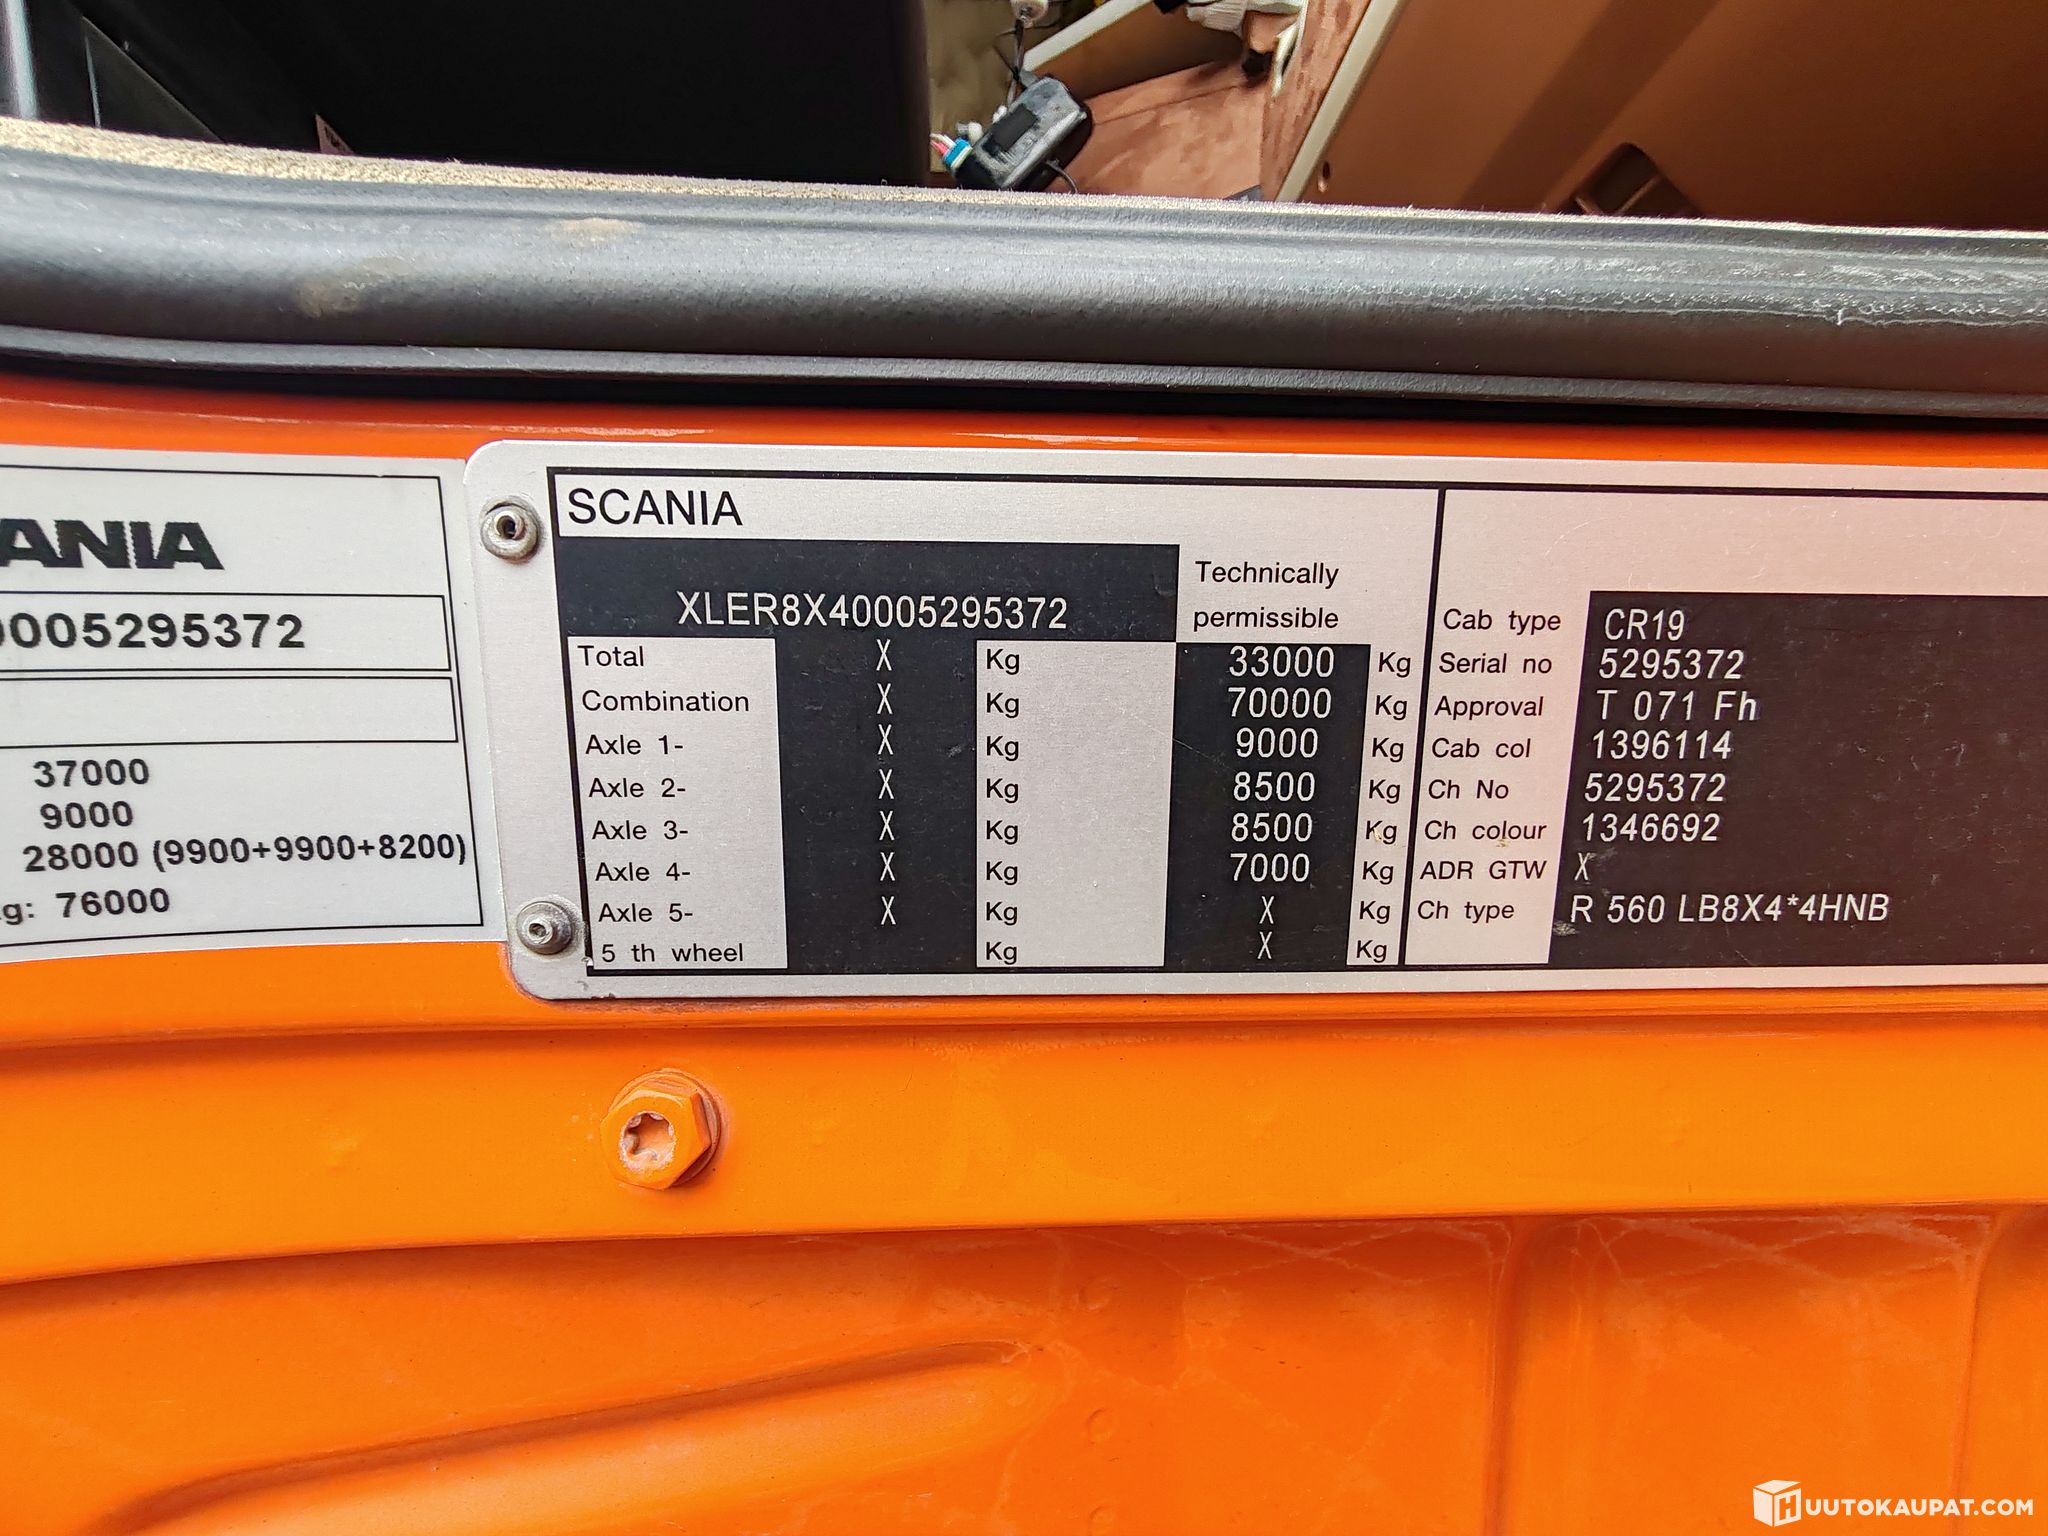 ANIA
0005295372
37000
9000
28000 (9900+9900+8200)
g: 76000
SCANIA
XLER8X40005295372
Technically
permissible
Total X Kg 33000 Kg
Combination X Kg 70000 Kg
Axle 1- X Kg 9000 Kg
Axle 2- X Kg 8500 Kg
Axle 3- X Kg 8500 Kg
Axle 4- X Kg 7000 Kg
Axle 5- X Kg X Kg
5 th wheel Kg X Kg
Cab type CR19
Serial no 5295372
Approval T 071 Fh
Cab col 1396114
Ch No 5295372
Ch colour 1346692
ADR GTW X
Ch type R 560 LB8X4*4HNB
HUUTOKAUPAT.COM